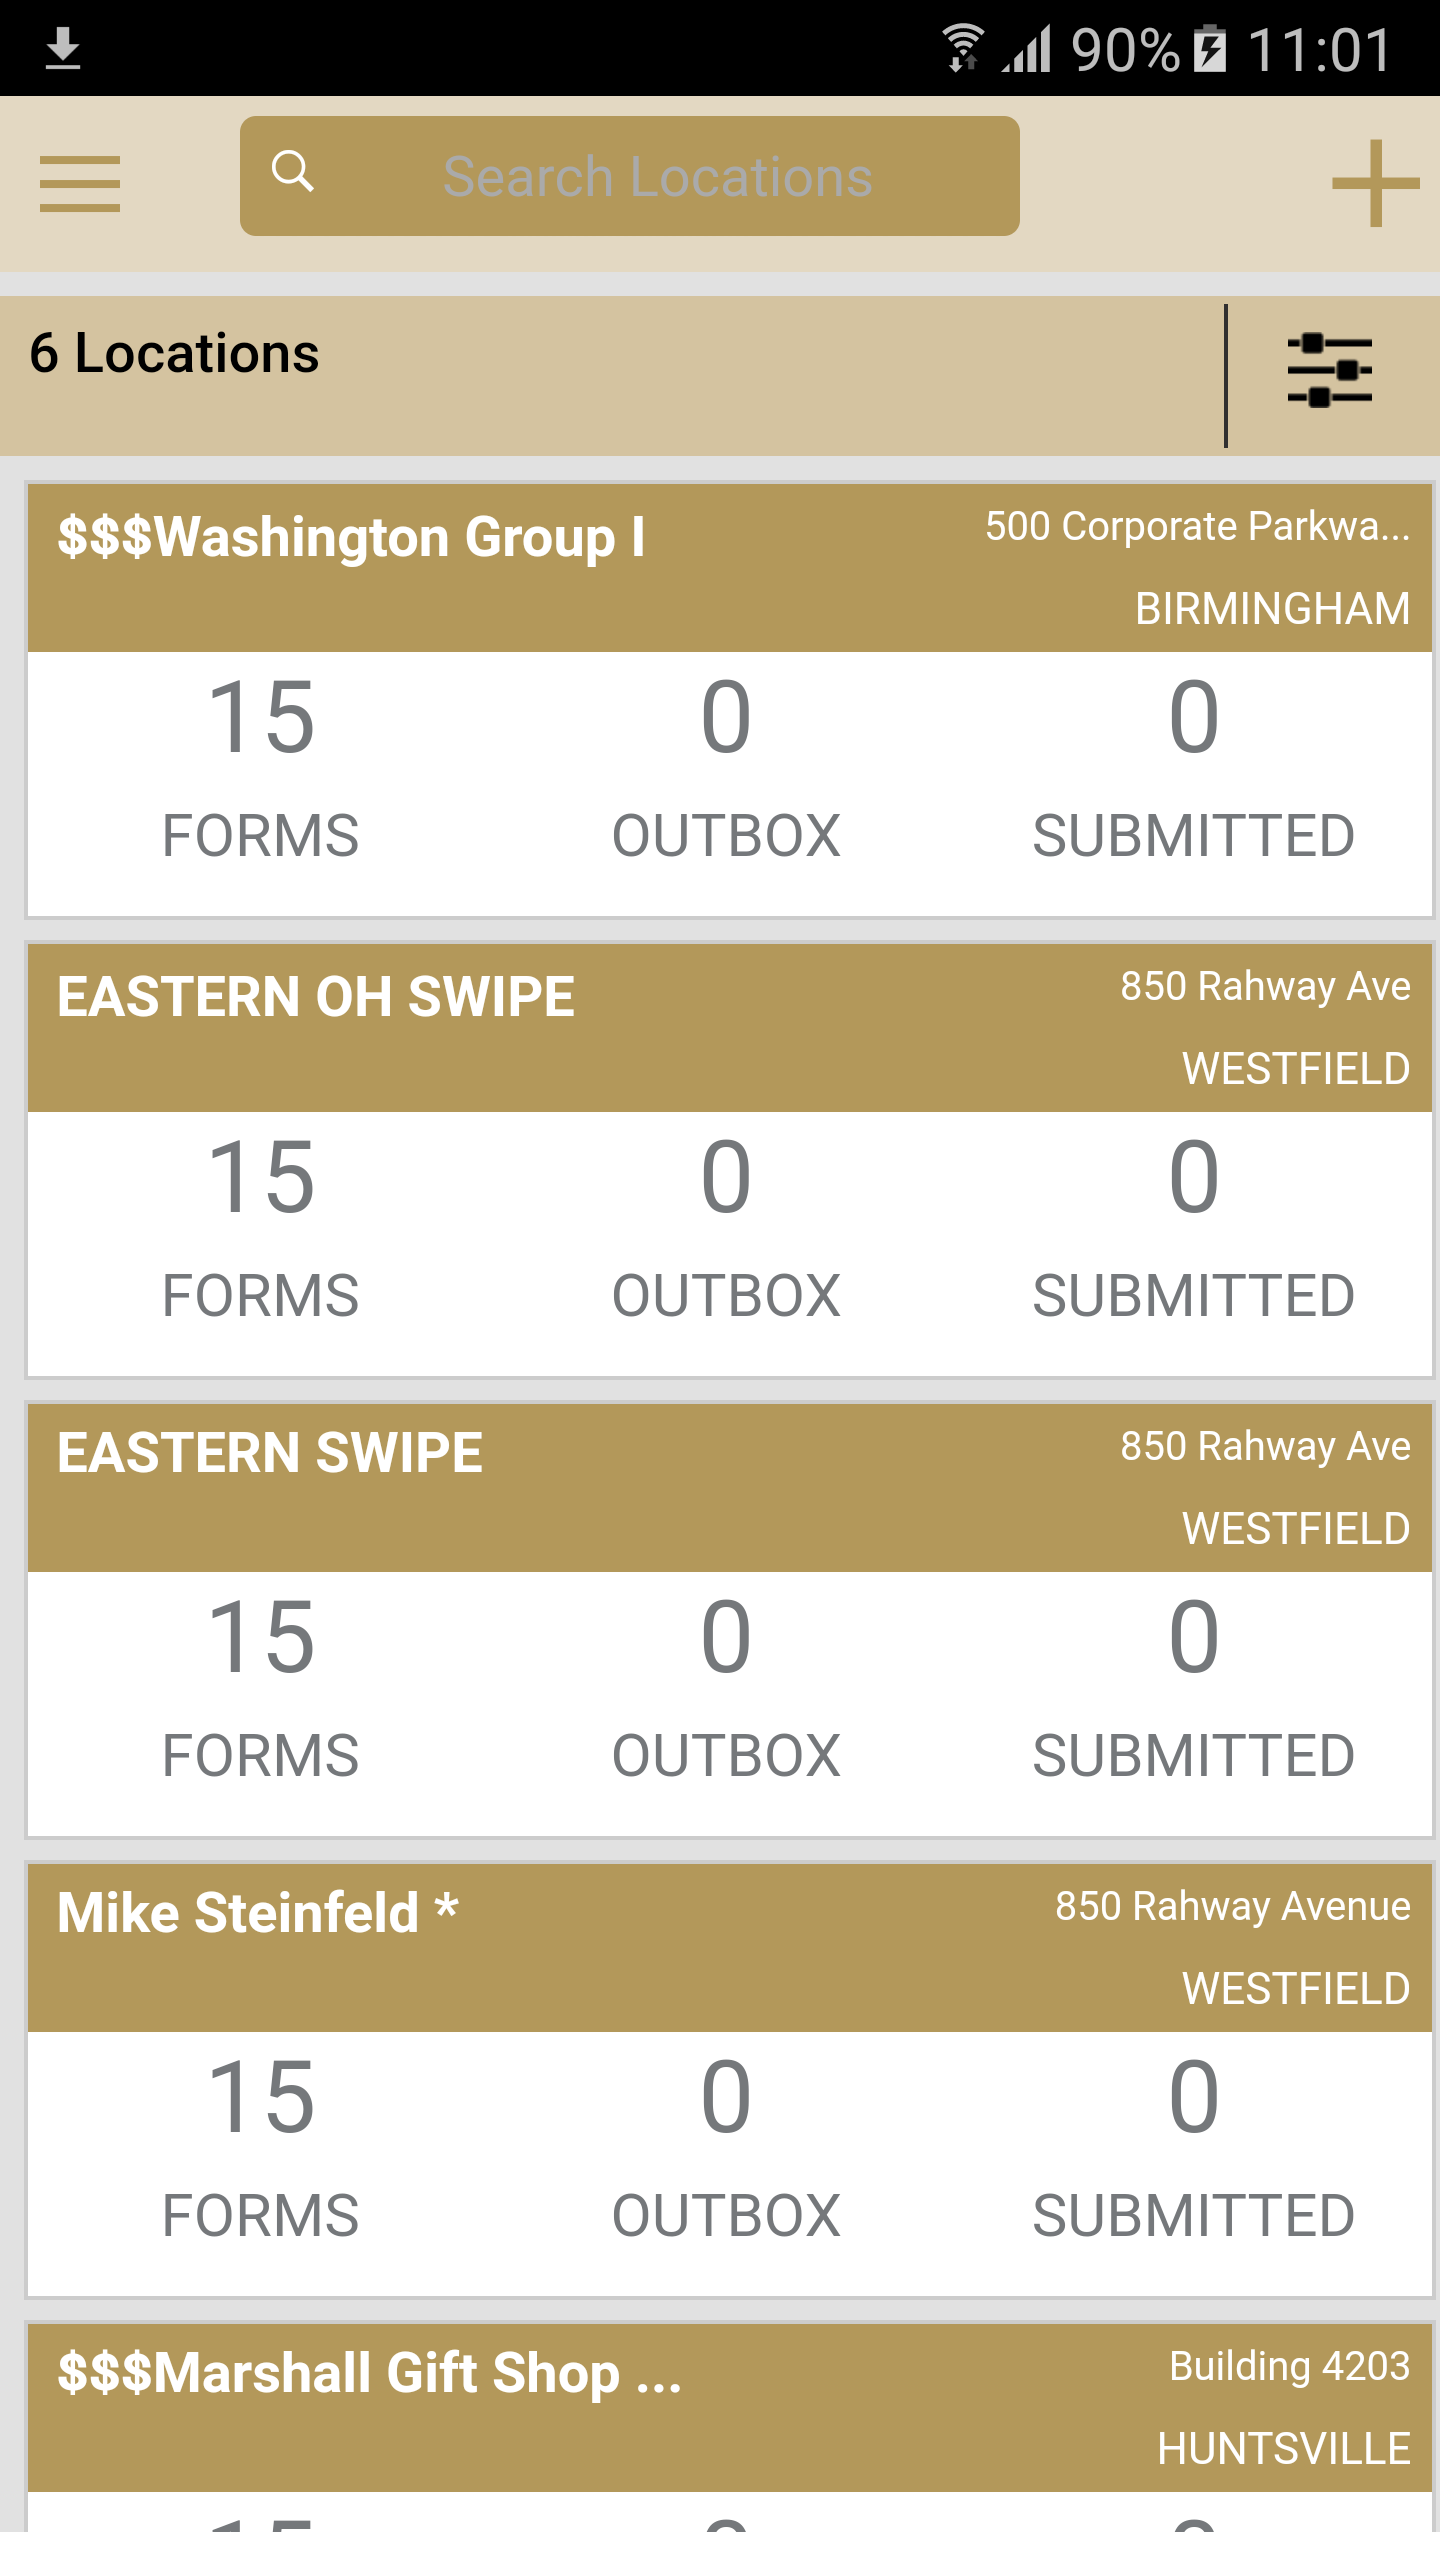 90% 11:01
Search Locations
6 Locations
$$$Washington Group I
500 Corporate Parkwa...
BIRMINGHAM
15 0 0
FORMS OUTBOX SUBMITTED
EASTERN OH SWIPE
850 Rahway Ave
WESTFIELD
15 0 0
FORMS OUTBOX SUBMITTED
EASTERN SWIPE
850 Rahway Ave
WESTFIELD
15 0 0
FORMS OUTBOX SUBMITTED
Mike Steinfeld *
850 Rahway Avenue
WESTFIELD
15 0 0
FORMS OUTBOX SUBMITTED
$$$Marshall Gift Shop ...
Building 4203
HUNTSVILLE